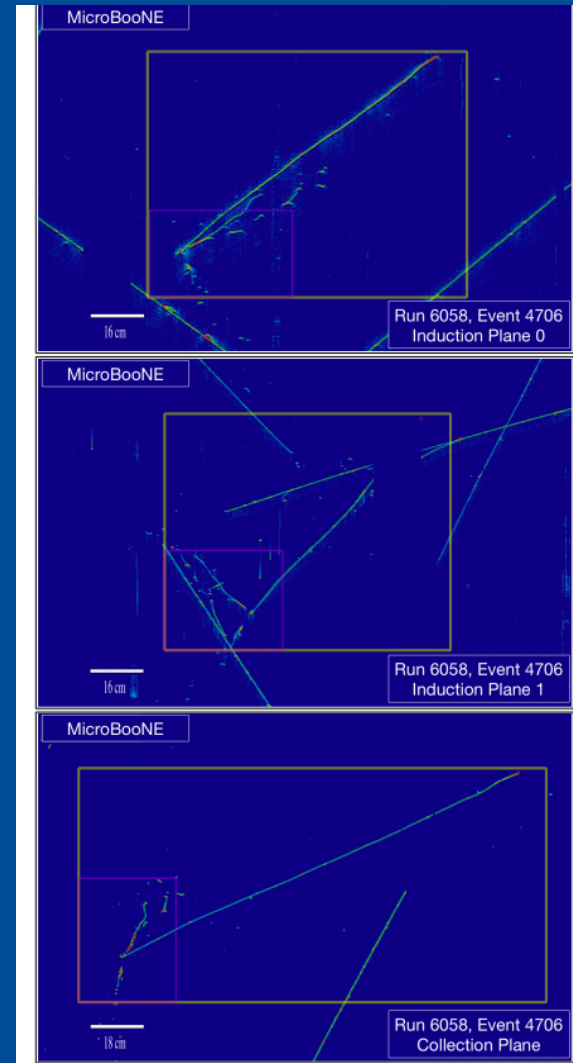 MicroBooNE
16 cm
Run 6058, Event 4706
Induction Plane 0
MicroBooNE
16 cm
Run 6058, Event 4706
Induction Plane 1
MicroBooNE
18 cm
Run 6058, Event 4706
Collection Plane